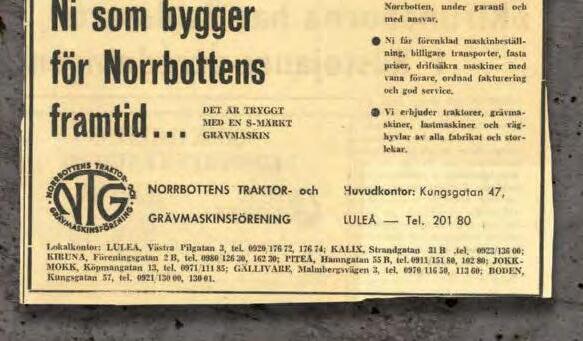 Ni som bygger
för Norrbottens
framtid...
DET ÄR TRYGGT
MED EN S-MÄRKT
GRÄVMASKIN
Norrbotten, under garanti och
med ansvar.
● Ni får förenklad maskinbeställ-
ning, billigare transporter, fasta
priser, driftsäkra maskiner med
vana förare, ordnad fakturering
och god service.
● Vi erbjuder traktorer, grävma-
skiner, lastmaskiner och väg-
hyvlar av alla fabrikat och stor-
lekar.
NORRBOTTENS TRAKTOR- OCH
GRÄVMASKINSFÖRENING
NTG
NORRBOTTENS TRAKTOR- och
GRÄVMASKINSFÖRENING
Huvudkontor: Kungsgatan 47,
LULEÅ — Tel. 201 80
Lokalkontor: LULEÅ, Västra Pilgatan 3, tel. 0920/176 72, 176 74; KALIX, Strandgatan 31 B ,tel. 0923/136 00;
KIRUNA, Föreningsgatan 2 B, tel. 0980 126 30, 162 30; PITEÅ, Hamngatan 55 B, tel. 0911/151 80, 102 80; JOKK-
MOKK, Köpmangatan 13, tel. 0971/111 85; GÄLLIVARE, Malmbergsvägen 3, tel. 0970 116 50, 113 60; BODEN,
Kungsgatan 57, tel. 0921/130 00, 130 01.